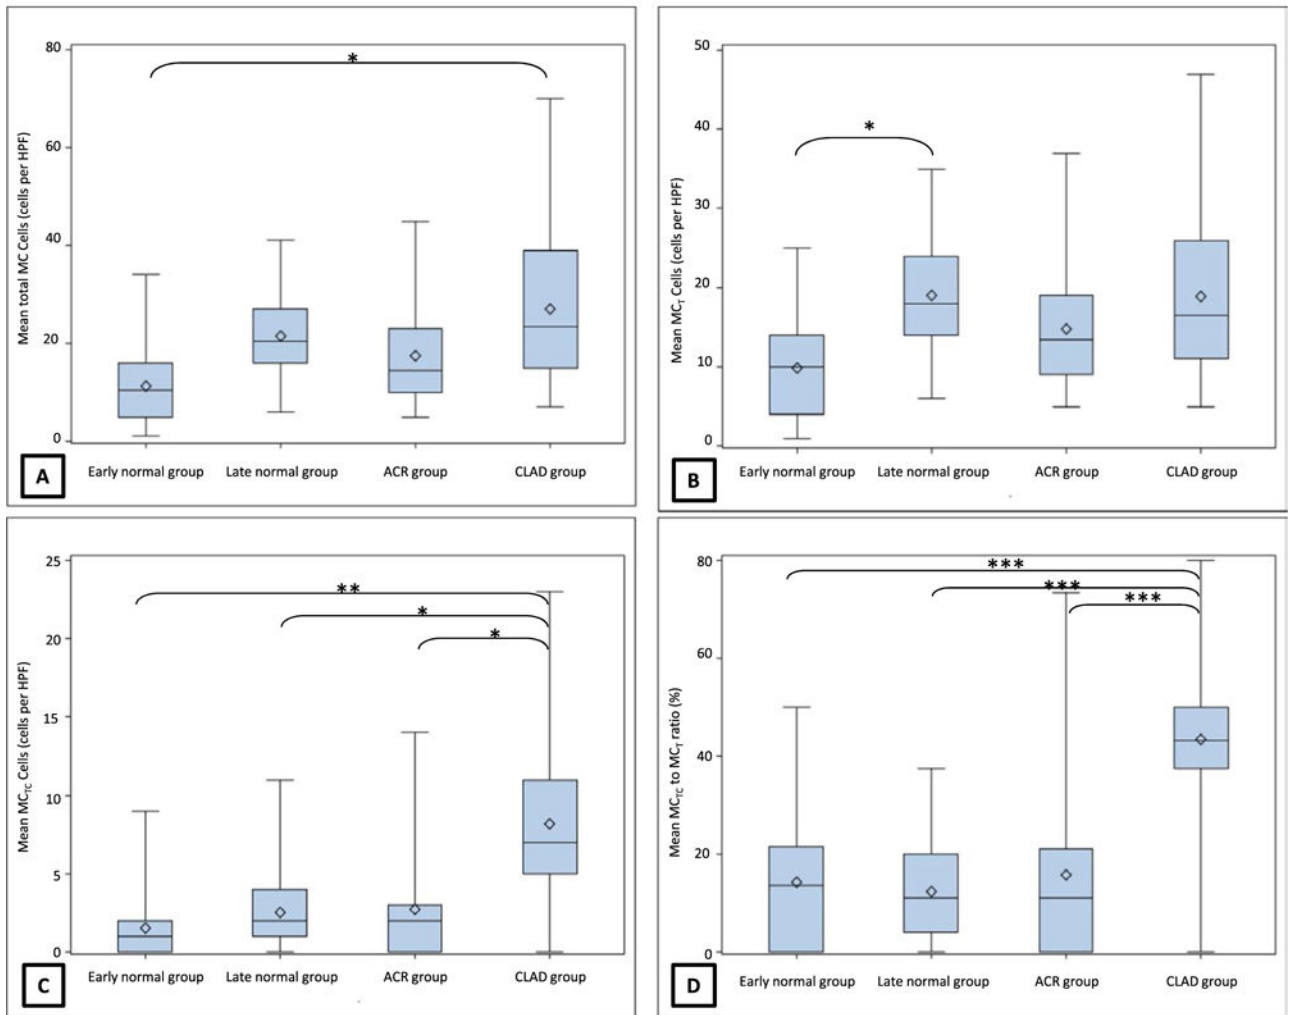 80
60
40
20
0
Mean total MC Cells (cells per HPF)
*
Early normal group
Late normal group
ACR group
CLAD group
A
50
40
30
20
10
0
Mean MC_T Cells (cells per HPF)
*
Early normal group
Late normal group
ACR group
CLAD group
B
25
20
15
10
5
0
Mean MC_TC Cells (cells per HPF)
**
*
*
Early normal group
Late normal group
ACR group
CLAD group
C
80
60
40
20
0
Mean MC_TC to MC_T ratio (%)
***
***
***
Early normal group
Late normal group
ACR group
CLAD group
D